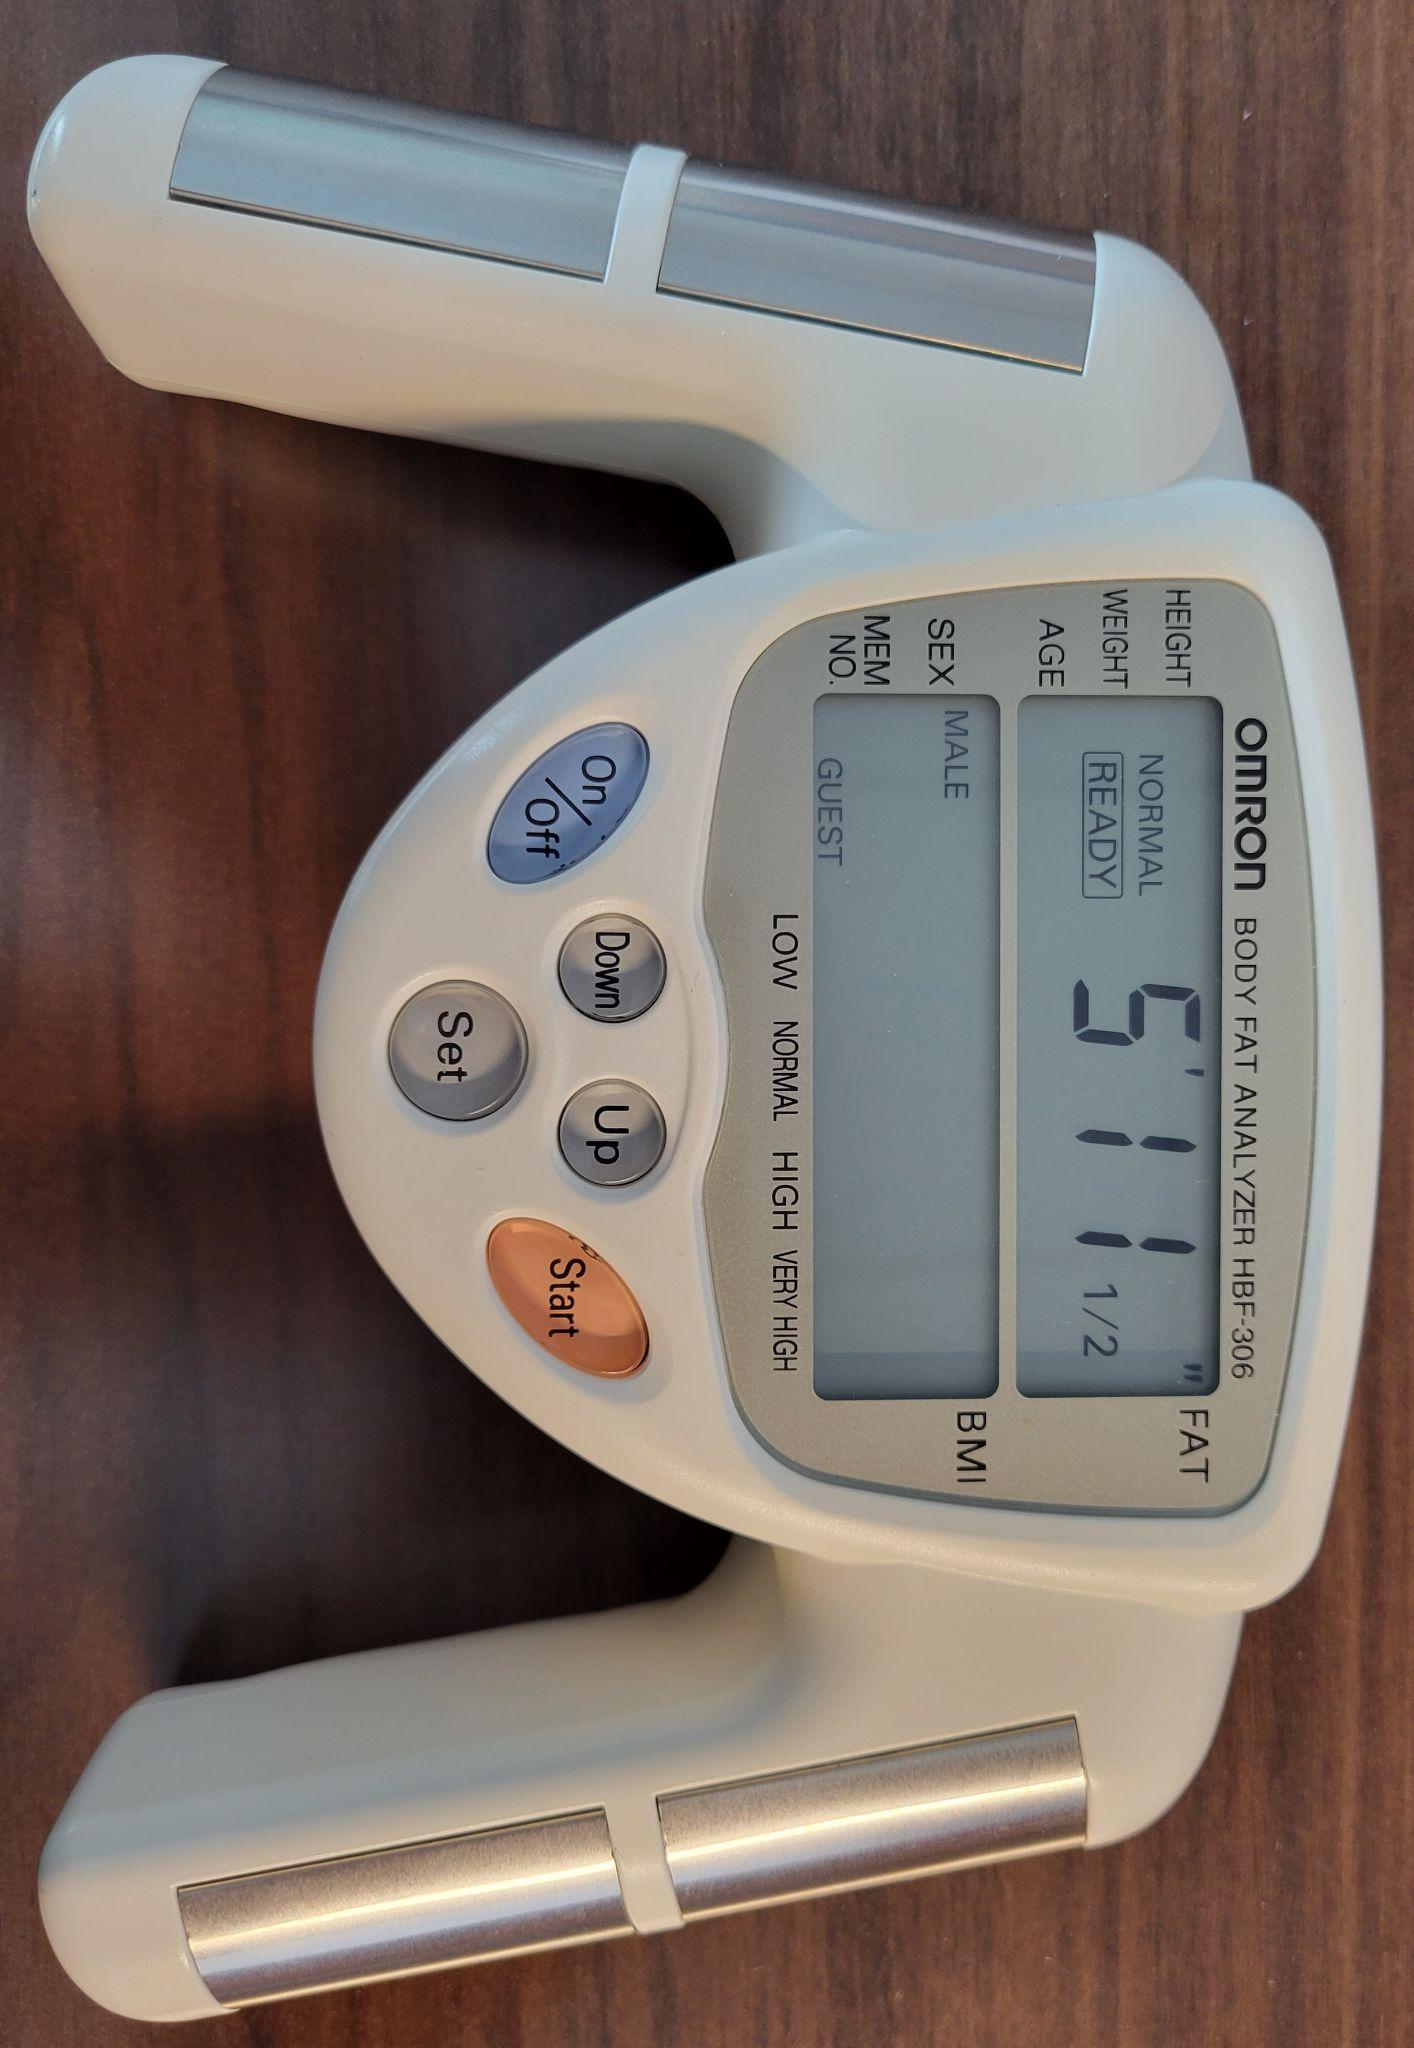 OMRON BODY FAT ANALYZER HBF-306
HEIGHT
WEIGHT
AGE
NORMAL
READY
5' 11 1/2 "
FAT
SEX
MALE
BMI
MEM
NO.
GUEST
LOW NORMAL HIGH VERY HIGH
On/Off
Down
Up
Start
Set